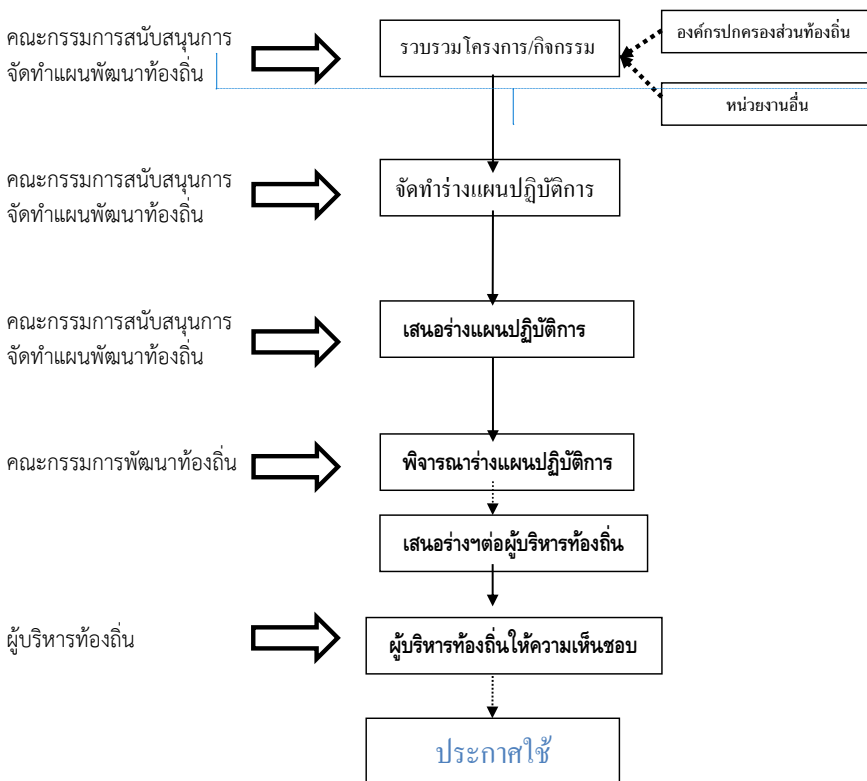 คณะกรรมการสนับสนุนการ
จัดทำแผนพัฒนาท้องถิ่น
รวบรวมโครงการ/กิจกรรม
องค์กรปกครองส่วนท้องถิ่น
หน่วยงานอื่น
คณะกรรมการสนับสนุนการ
จัดทำแผนพัฒนาท้องถิ่น
จัดทำร่างแผนปฏิบัติการ
คณะกรรมการสนับสนุนการ
จัดทำแผนพัฒนาท้องถิ่น
เสนอร่างแผนปฏิบัติการ
คณะกรรมการพัฒนาท้องถิ่น
พิจารณาร่างแผนปฏิบัติการ
เสนอร่างฯต่อผู้บริหารท้องถิ่น
ผู้บริหารท้องถิ่น
ผู้บริหารท้องถิ่นให้ความเห็นชอบ
ประกาศใช้